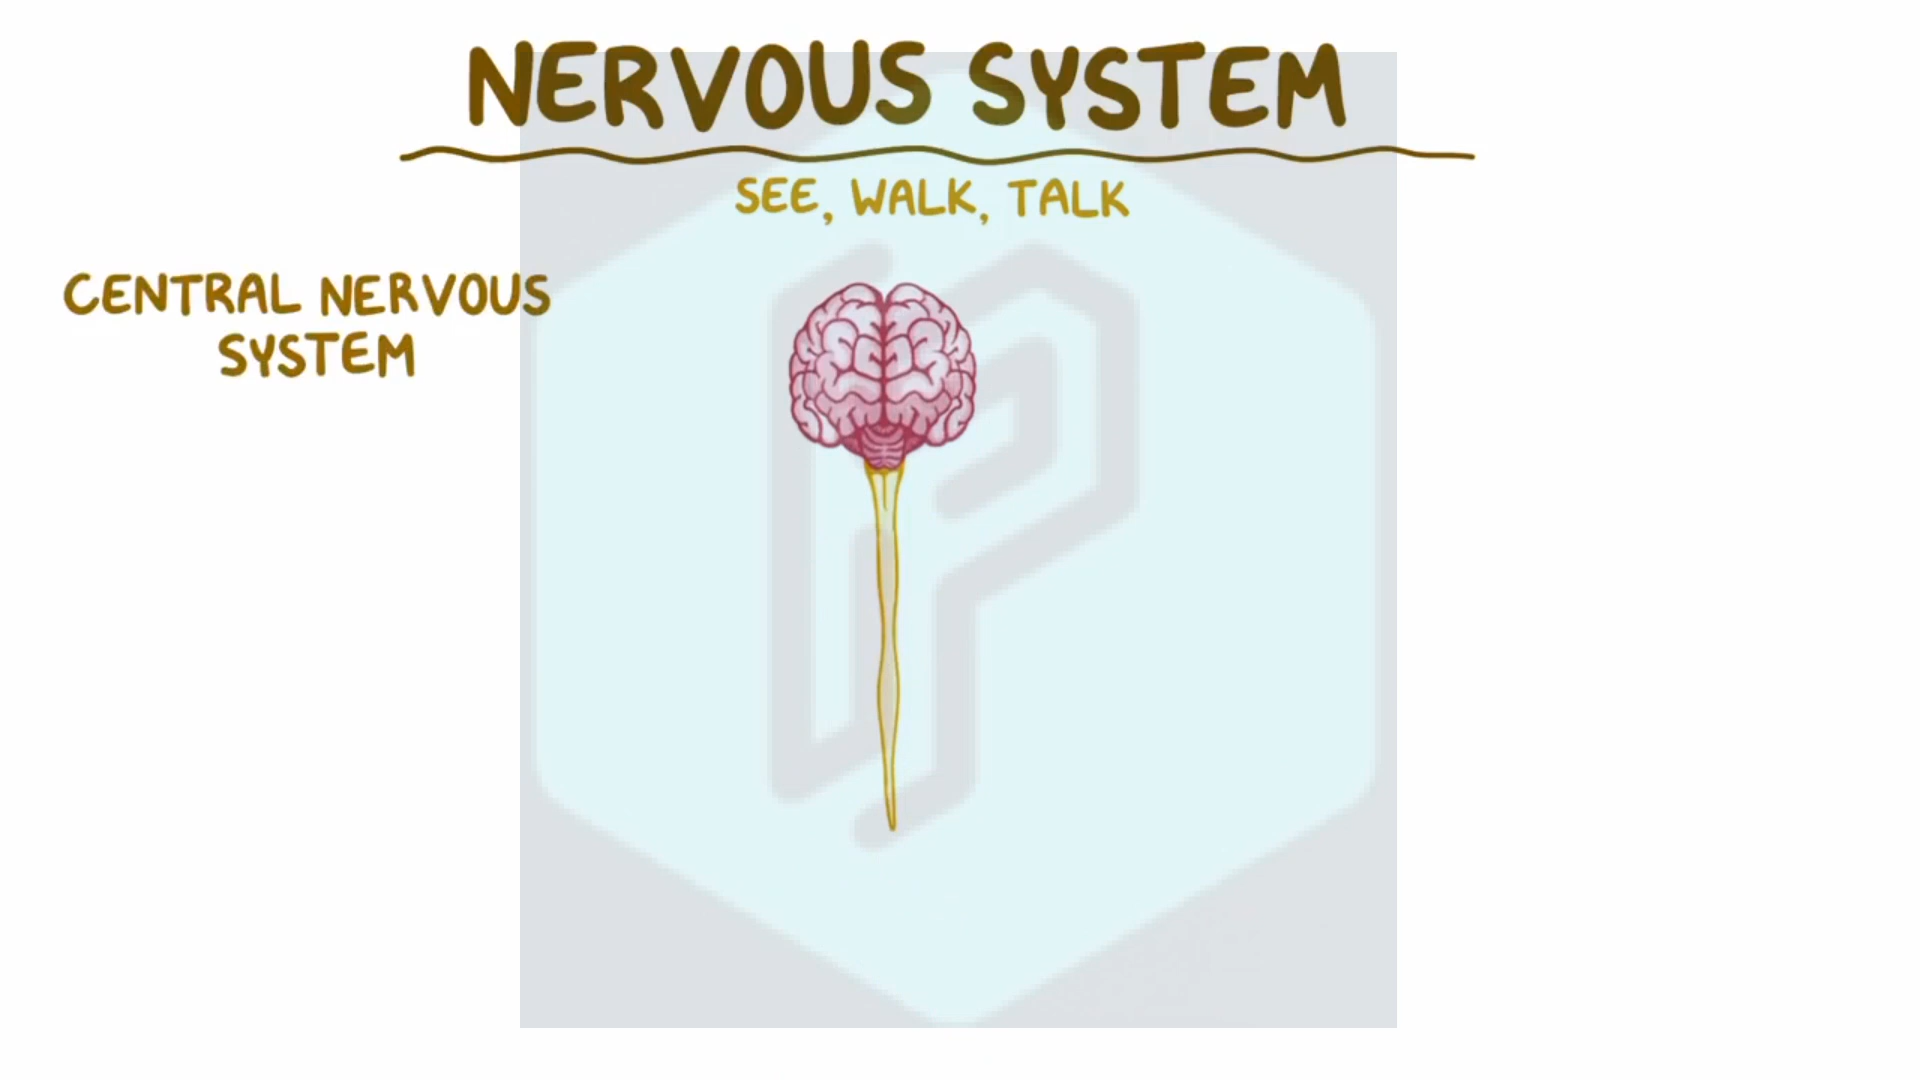 NERVOUS SYSTEM
SEE, WALK, TALK
CENTRAL NERVOUS
SYSTEM